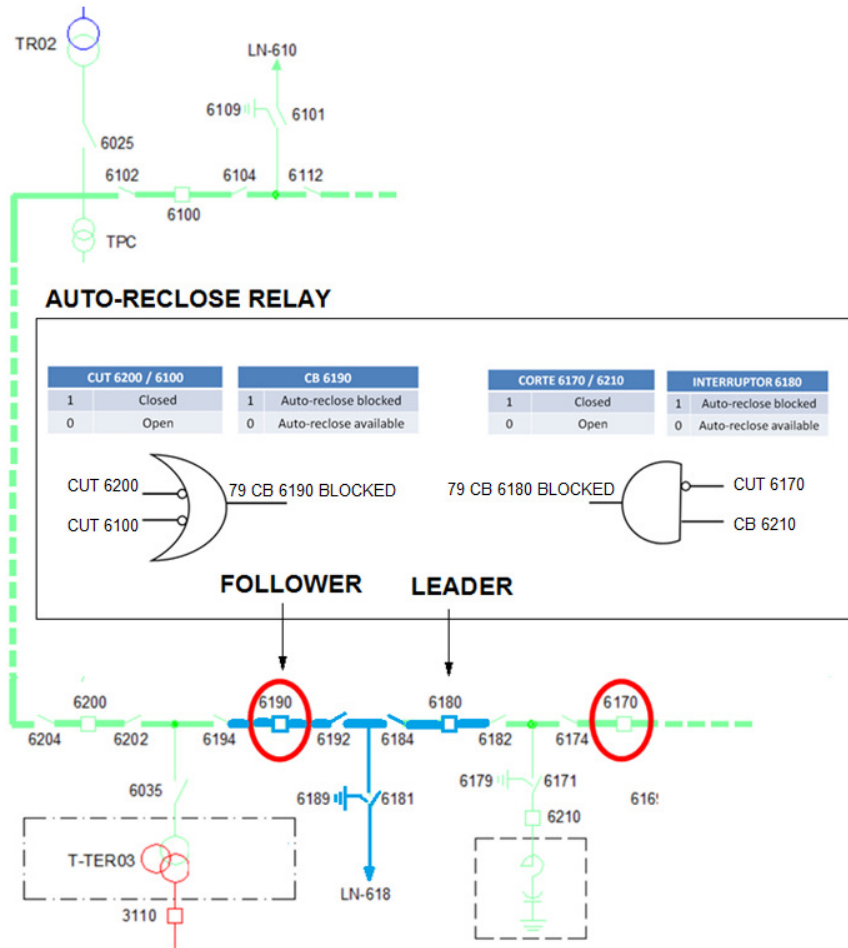 TR02
LN-610
6109
6101
6025
6102
6104
6112
6100
TPC
AUTO-RECLOSE RELAY
CUT 6200 / 6100
1 Closed
0 Open
CB 6190
1 Auto-reclose blocked
0 Auto-reclose available
CORTE 6170 / 6210
1 Closed
0 Open
INTERRUPTOR 6180
1 Auto-reclose blocked
0 Auto-reclose available
CUT 6200
CUT 6100
79 CB 6190 BLOCKED
79 CB 6180 BLOCKED
CUT 6170
CB 6210
FOLLOWER
LEADER
6200
6190
6180
6170
6204
6202
6194
6192
6184
6182
6174
6035
6189
6181
6179
6171
6169
6210
T-TER03
LN-618
3110